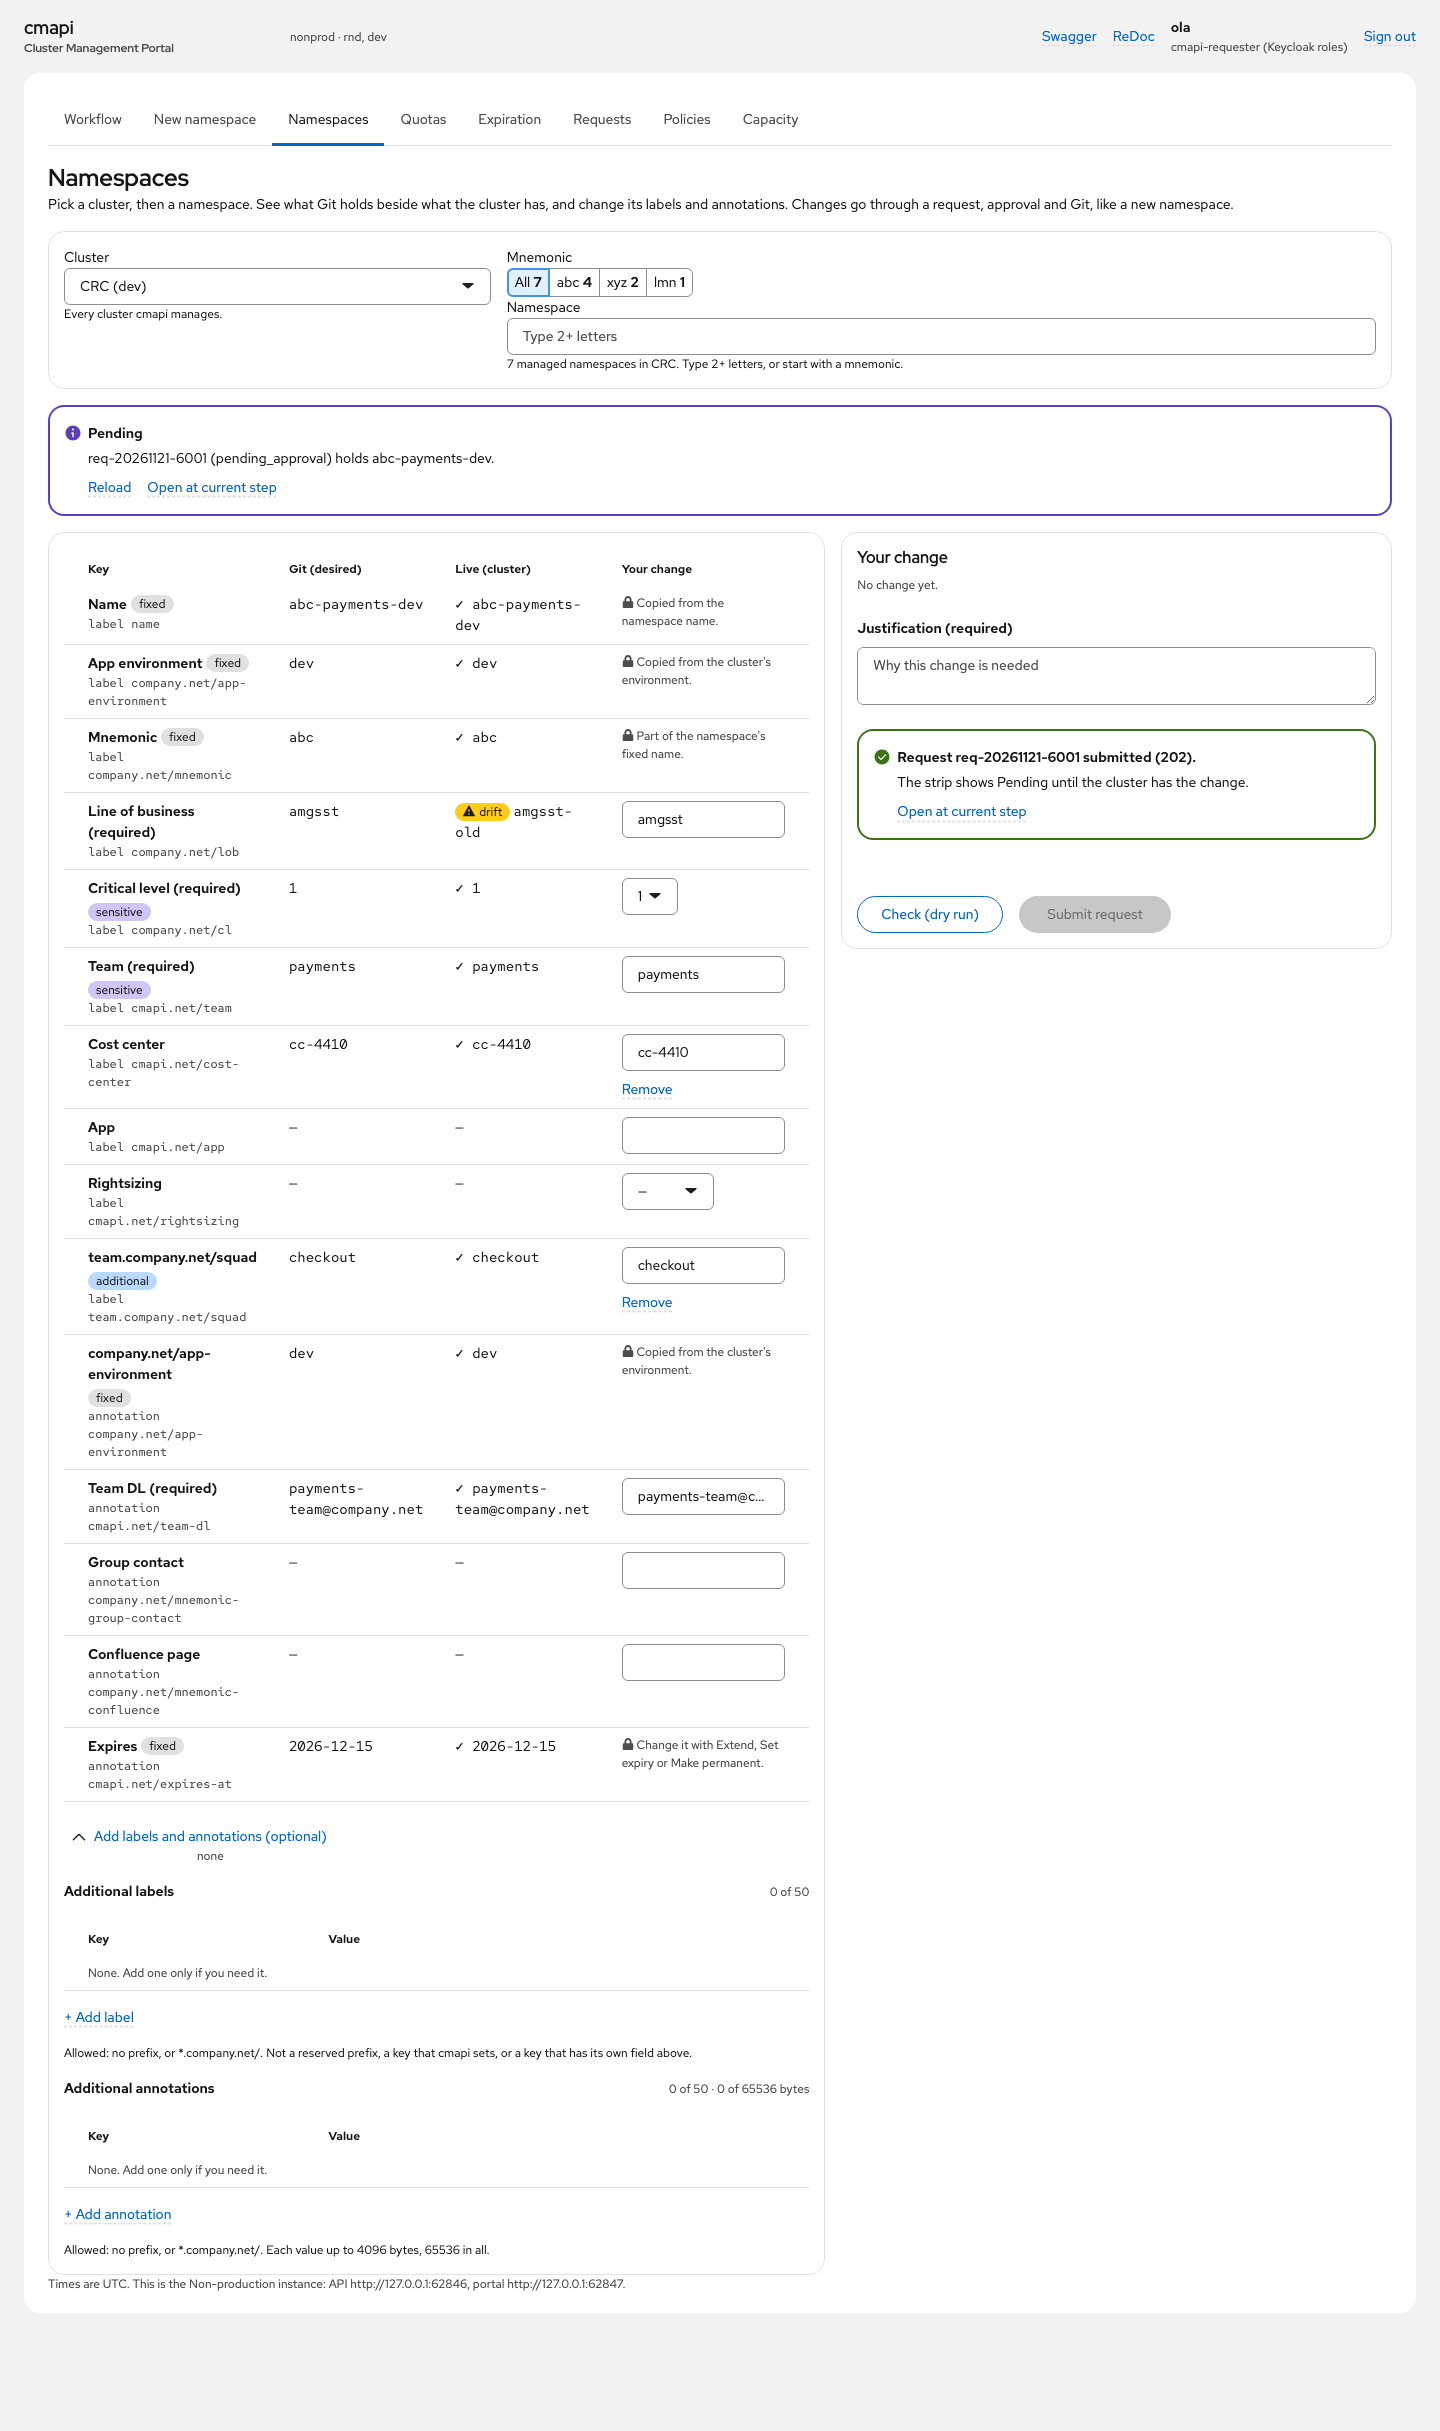 cmapi
Cluster Management Portal
nonprod · rnd, dev
Swagger
ReDoc
ola
cmapi-requester (Keycloak roles)
Sign out
Workflow
New namespace
Namespaces
Quotas
Expiration
Requests
Policies
Capacity
Namespaces
Pick a cluster, then a namespace. See what Git holds beside what the cluster has, and change its labels and annotations. Changes go through a request, approval and Git, like a new namespace.
Cluster
CRC (dev)
Every cluster cmapi manages.
Mnemonic
All 7
abc 4
xyz 2
lmn 1
Namespace
Type 2+ letters
7 managed namespaces in CRC. Type 2+ letters, or start with a mnemonic.
Pending
req-20261121-6001 (pending_approval) holds abc-payments-dev.
Reload
Open at current step
Key
Git (desired)
Live (cluster)
Your change
Name fixed
label name
abc-payments-dev
✓ abc-payments-
dev
Copied from the
namespace name.
App environment fixed
label company.net/app-
environment
dev
✓ dev
Copied from the cluster's
environment.
Mnemonic fixed
label
company.net/mnemonic
abc
✓ abc
Part of the namespace's
fixed name.
Line of business
(required)
label company.net/lob
amgsst
drift amgsst-
old
amgsst
Critical level (required)
sensitive
label company.net/cl
1
✓ 1
1
Team (required)
sensitive
label cmapi.net/team
payments
✓ payments
payments
Cost center
label cmapi.net/cost-
center
cc-4410
✓ cc-4410
cc-4410
Remove
App
label cmapi.net/app
—
—
Rightsizing
label
cmapi.net/rightsizing
—
—
—
team.company.net/squad
additional
label
team.company.net/squad
checkout
✓ checkout
checkout
Remove
company.net/app-
environment
fixed
annotation
company.net/app-
environment
dev
✓ dev
Copied from the cluster's
environment.
Team DL (required)
annotation
cmapi.net/team-dl
payments-
team@company.net
✓ payments-
team@company.net
payments-team@c...
Group contact
annotation
company.net/mnemonic-
group-contact
—
—
Confluence page
annotation
company.net/mnemonic-
confluence
—
—
Expires fixed
annotation
cmapi.net/expires-at
2026-12-15
✓ 2026-12-15
Change it with Extend, Set
expiry or Make permanent.
Add labels and annotations (optional)
none
Additional labels
0 of 50
Key
Value
None. Add one only if you need it.
+ Add label
Allowed: no prefix, or *.company.net/. Not a reserved prefix, a key that cmapi sets, or a key that has its own field above.
Additional annotations
0 of 50 · 0 of 65536 bytes
Key
Value
None. Add one only if you need it.
+ Add annotation
Allowed: no prefix, or *.company.net/. Each value up to 4096 bytes, 65536 in all.
Your change
No change yet.
Justification (required)
Why this change is needed
Request req-20261121-6001 submitted (202).
The strip shows Pending until the cluster has the change.
Open at current step
Check (dry run)
Submit request
Times are UTC. This is the Non-production instance: API http://127.0.0.1:62846, portal http://127.0.0.1:62847.